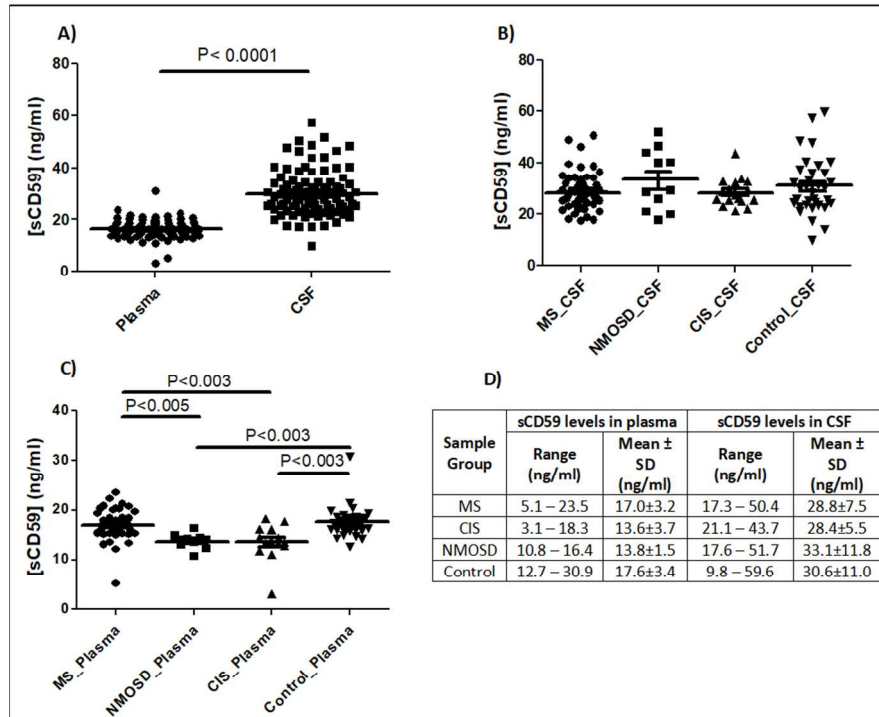 A)
P< 0.0001
80
60
40
20
0
[sCD59] (ng/ml)
Plasma
CSF
B)
80
60
40
20
0
[sCD59] (ng/ml)
MS_CSF
NMOSD_CSF
CIS_CSF
Control_CSF
C)
P<0.003
P<0.005
P<0.003
P<0.003
40
30
20
10
0
[sCD59] (ng/ml)
MS_Plasma
NMOSD_Plasma
CIS_Plasma
Control_Plasma
D)
Sample Group
sCD59 levels in plasma
sCD59 levels in CSF
Range (ng/ml)
Mean ± SD (ng/ml)
Range (ng/ml)
Mean ± SD (ng/ml)
MS 5.1 – 23.5 17.0±3.2 17.3 – 50.4 28.8±7.5
CIS 3.1 – 18.3 13.6±3.7 21.1 - 43.7 28.4±5.5
NMOSD 10.8 – 16.4 13.8±1.5 17.6 – 51.7 33.1±11.8
Control 12.7 – 30.9 17.6±3.4 9.8 – 59.6 30.6±11.0